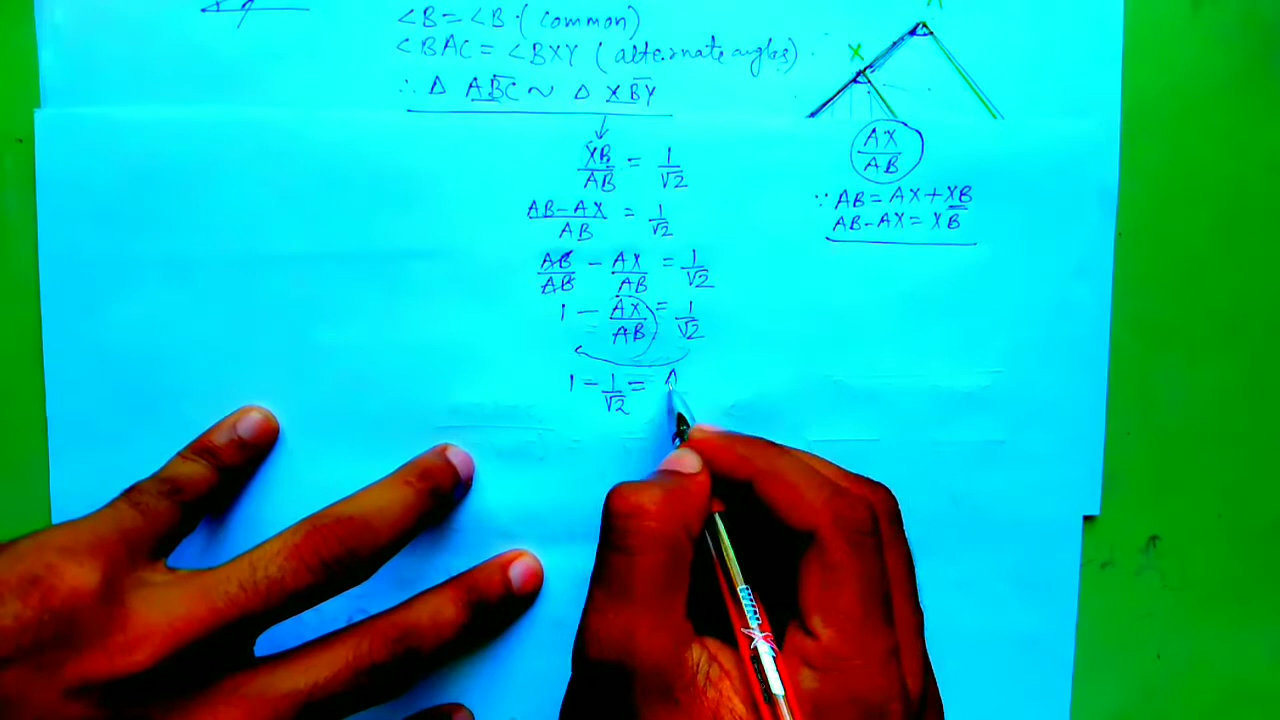 ∠B = ∠B (common)
∠BAC = ∠BXY (alternate angles).
∴ Δ ABC ~ Δ XBY
XB/AB = 1/√2
AB-AX/AB = 1/√2
AB/AB - AX/AB = 1/√2
1 - AX/AB = 1/√2
1 - 1/√2 = A
X
AX/AB
∵ AB = AX + XB
AB - AX = XB